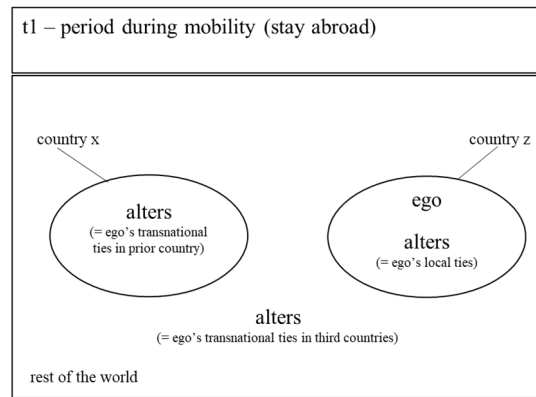 t1 – period during mobility (stay abroad)
country x
country z
alters
(= ego's transnational
ties in prior country)
ego
alters
(= ego's local ties)
alters
(= ego's transnational ties in third countries)
rest of the world